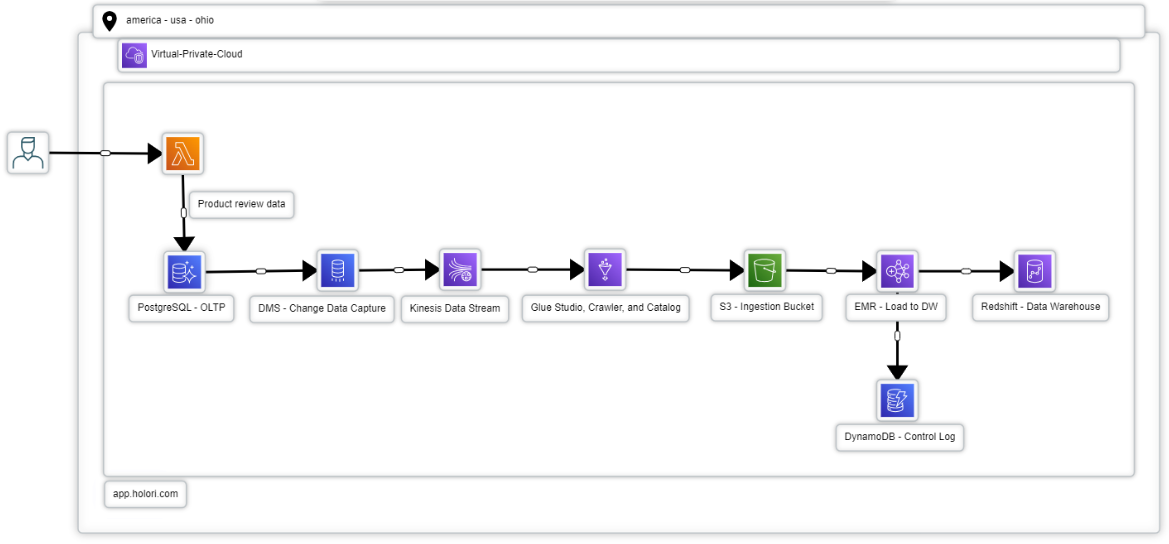 america - usa - ohio
Virtual-Private-Cloud
Product review data
PostgreSQL - OLTP
DMS - Change Data Capture
Kinesis Data Stream
Glue Studio, Crawler, and Catalog
S3 - Ingestion Bucket
EMR - Load to DW
Redshift - Data Warehouse
DynamoDB - Control Log
app.holori.com